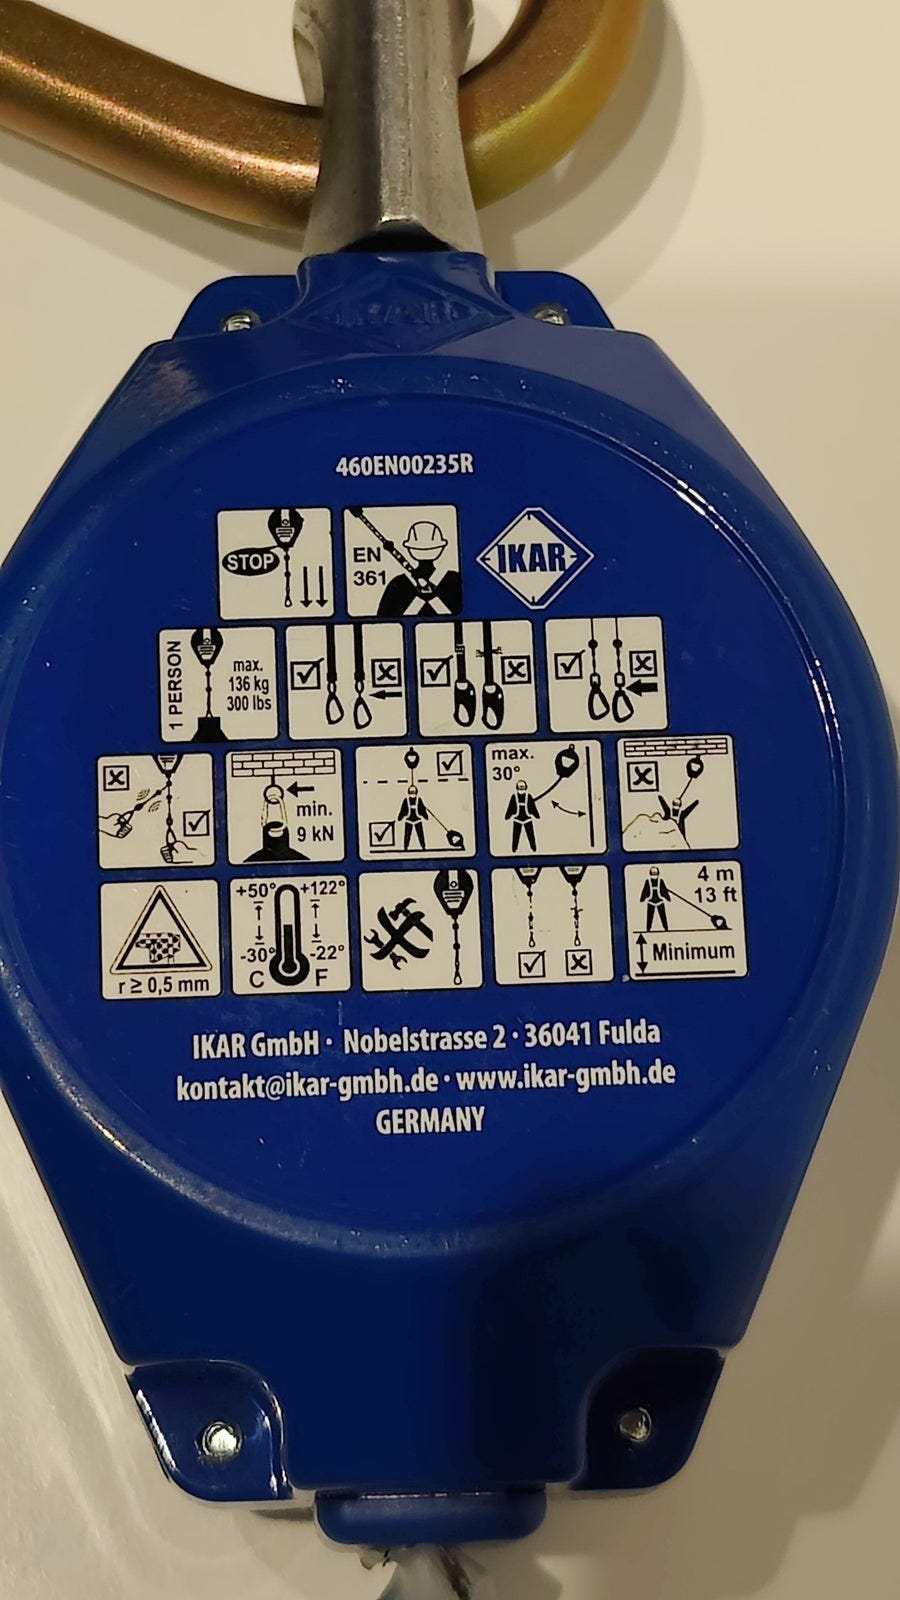 460EN00235R
STOP
EN
361
IKAR
1 PERSON
max.
136 kg
300 lbs
min.
9 kN
max.
30°
r ≥ 0,5 mm
+50° +122°
-30° -22°
C F
4 m
13 ft
Minimum
IKAR GmbH · Nobelstrasse 2 · 36041 Fulda
kontakt@ikar-gmbh.de · www.ikar-gmbh.de
GERMANY